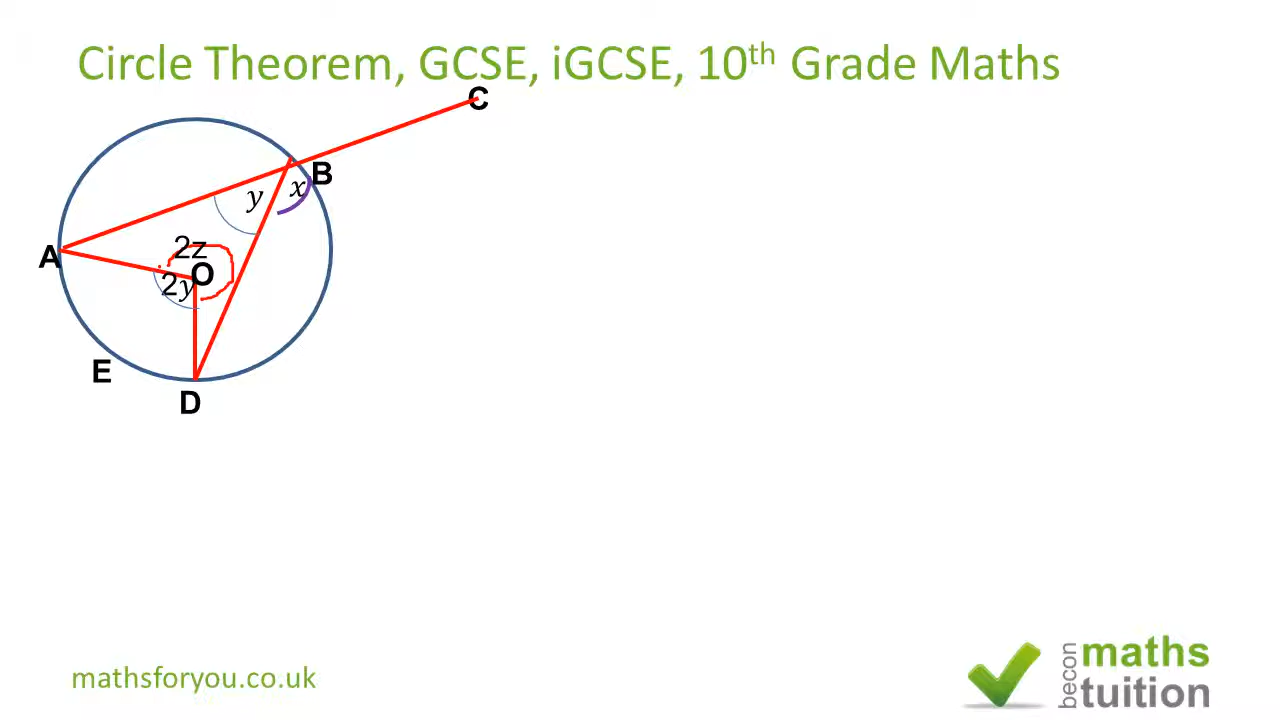 Circle Theorem, GCSE, iGCSE, 10th Grade Maths
C
B
x
y
A
2z
O
2y
E
D
mathsforyou.co.uk
becon
maths
tuition